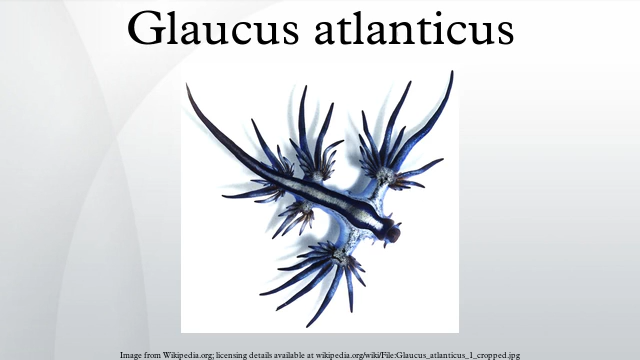 Glaucus atlanticus
Image from Wikipedia.org; licensing details available at wikipedia.org/wiki/File:Glaucus_atlanticus_1_cropped.jpg